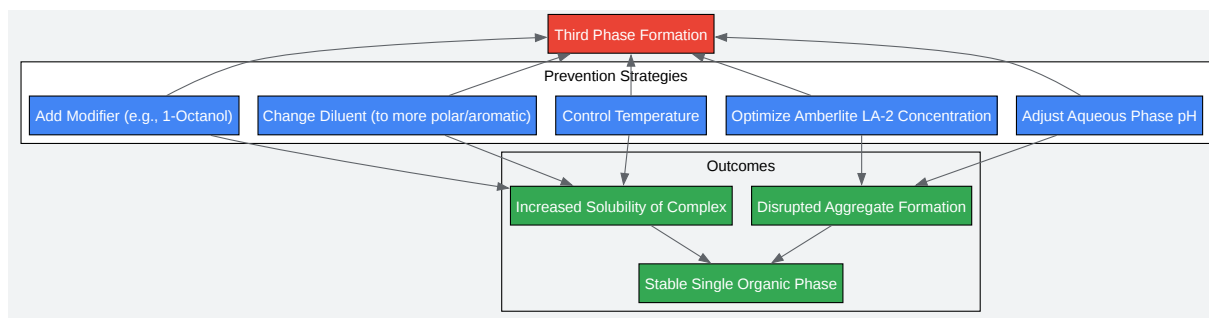 Third Phase Formation
Prevention Strategies
Add Modifier (e.g., 1-Octanol)
Change Diluent (to more polar/aromatic)
Control Temperature
Optimize Amberlite LA-2 Concentration
Adjust Aqueous Phase pH
Outcomes
Increased Solubility of Complex
Disrupted Aggregate Formation
Stable Single Organic Phase